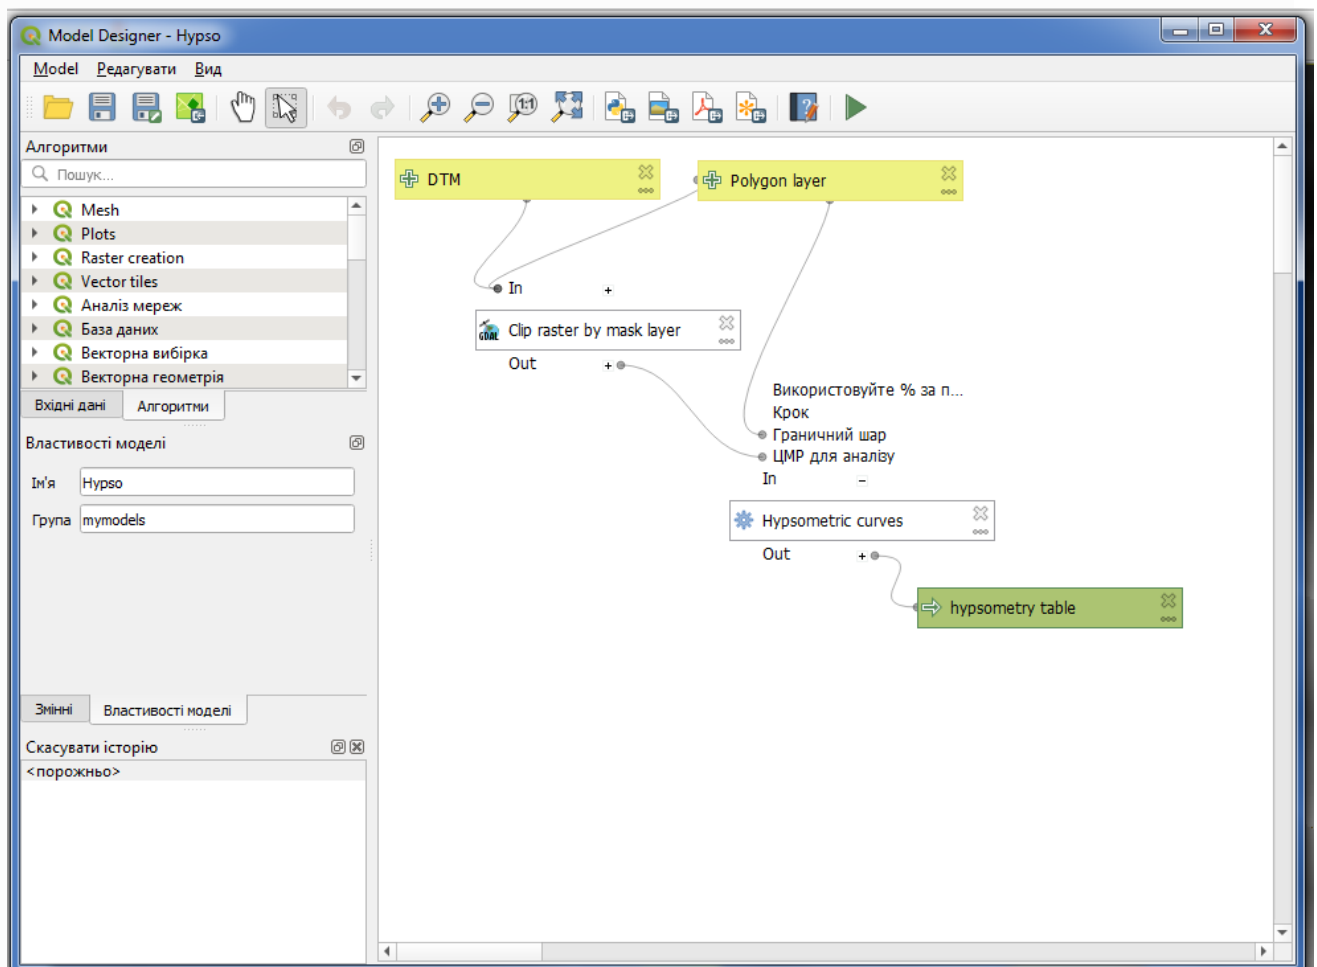 Model Designer - Hypso
Model Редагувати Вид
1:1
Алгоритми
Пошук...
Mesh
Plots
Raster creation
Vector tiles
Аналіз мереж
База даних
Векторна вибірка
Векторна геометрія
Вхідні дані Алгоритми
Властивості моделі
Ім'я Hypso
Група mymodels
Змінні Властивості моделі
Скасувати історію
<порожньо>
DTM
Polygon layer
In +
GDAL Clip raster by mask layer
Out +
Використовуйте % за п...
Крок
Граничний шар
ЦМР для аналізу
In -
Hypsometric curves
Out +
hypsometry table